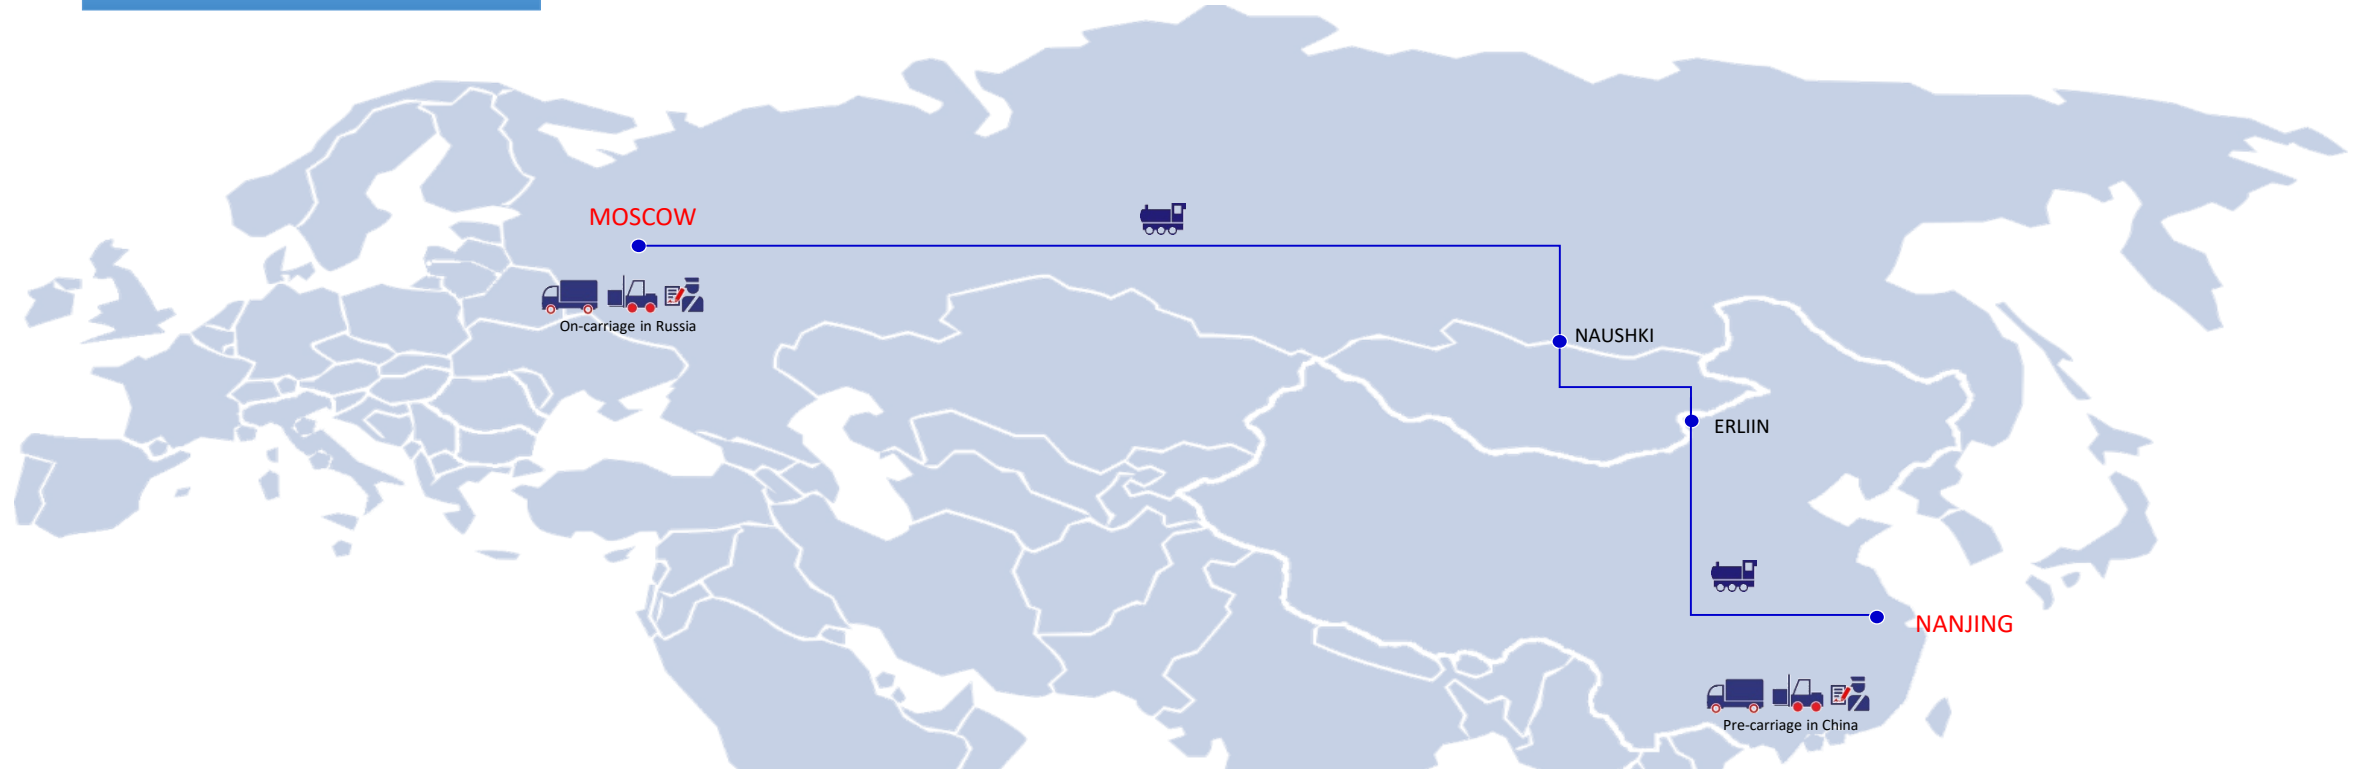 MOSCOW
On-carriage in Russia
NAUSHKI
ERLIIN
NANJING
Pre-carriage in China